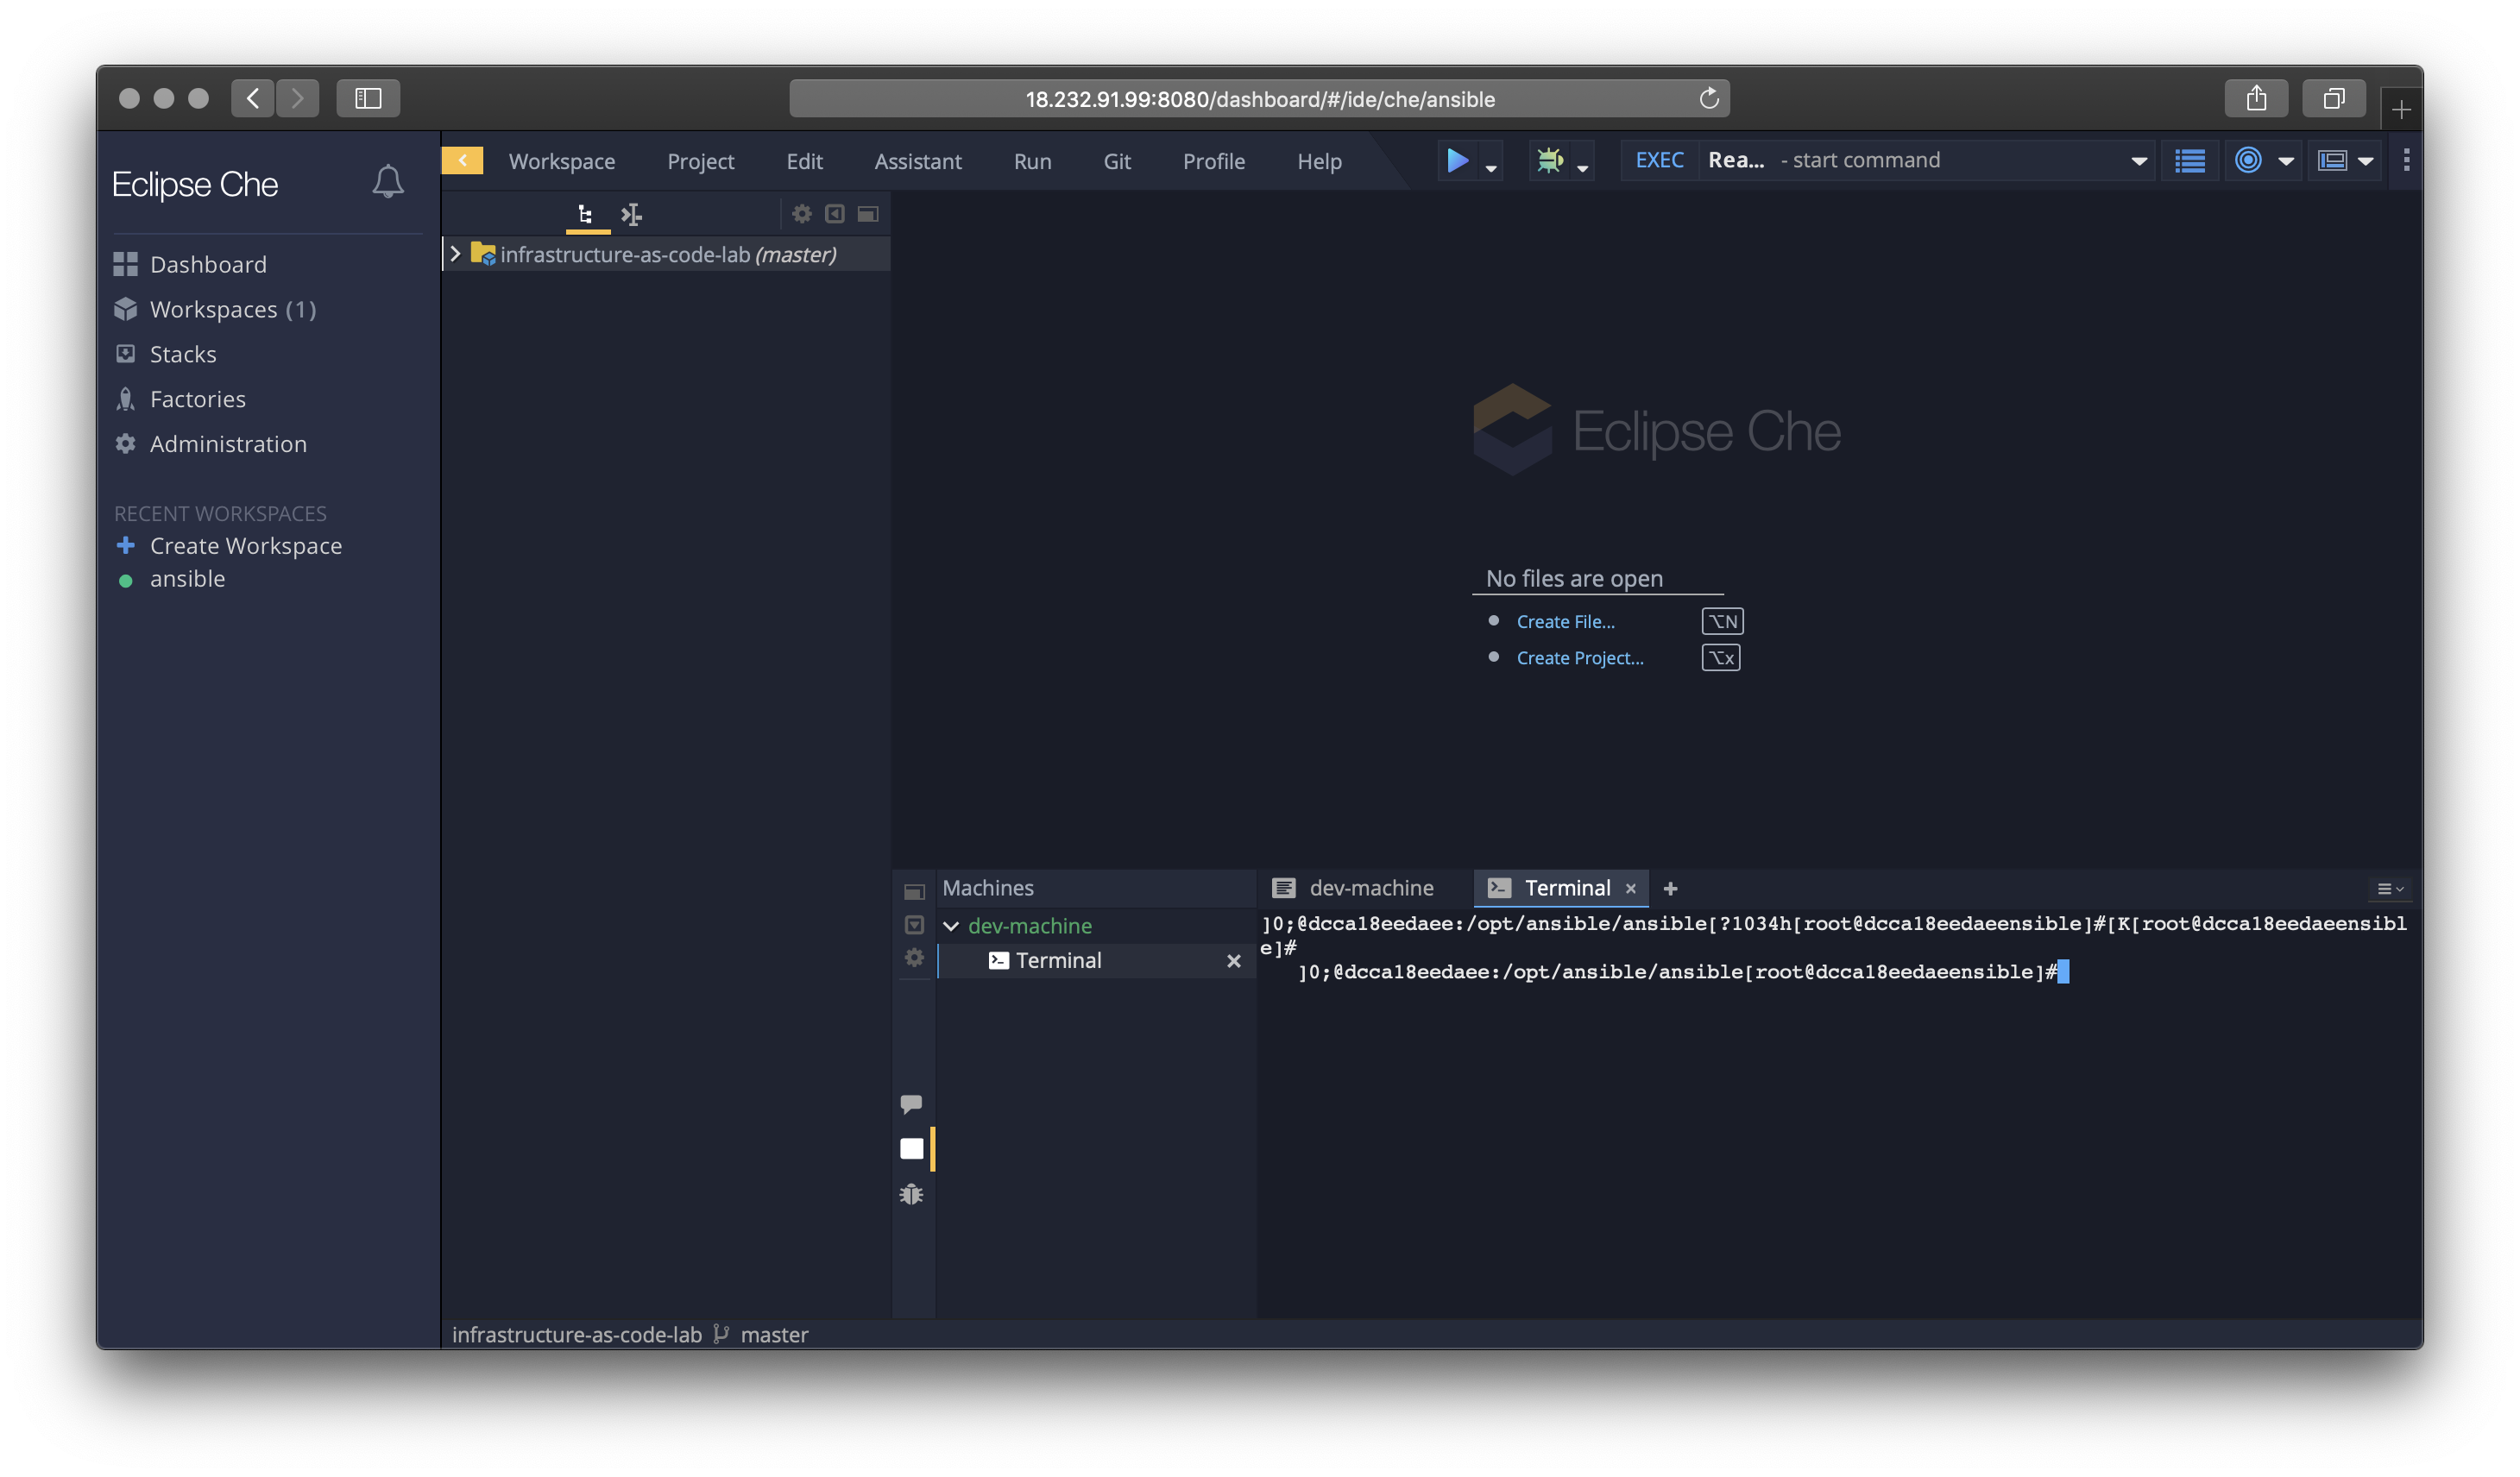 18.232.91.99:8080/dashboard/#/ide/che/ansible
Eclipse Che
Dashboard
Workspaces (1)
Stacks
Factories
Administration
RECENT WORKSPACES
Create Workspace
ansible
Workspace Project Edit Assistant Run Git Profile Help
EXEC Rea... - start command
infrastructure-as-code-lab (master)
Eclipse Che
No files are open
Create File... ⌥N
Create Project... ⌥x
Machines
dev-machine
Terminal
dev-machine Terminal
]0;@dcca18eedaee:/opt/ansible/ansible[?1034h[root@dcca18eedaeensible]#[K[root@dcca18eedaeensibl
e]#
]0;@dcca18eedaee:/opt/ansible/ansible[root@dcca18eedaeensible]#
infrastructure-as-code-lab master